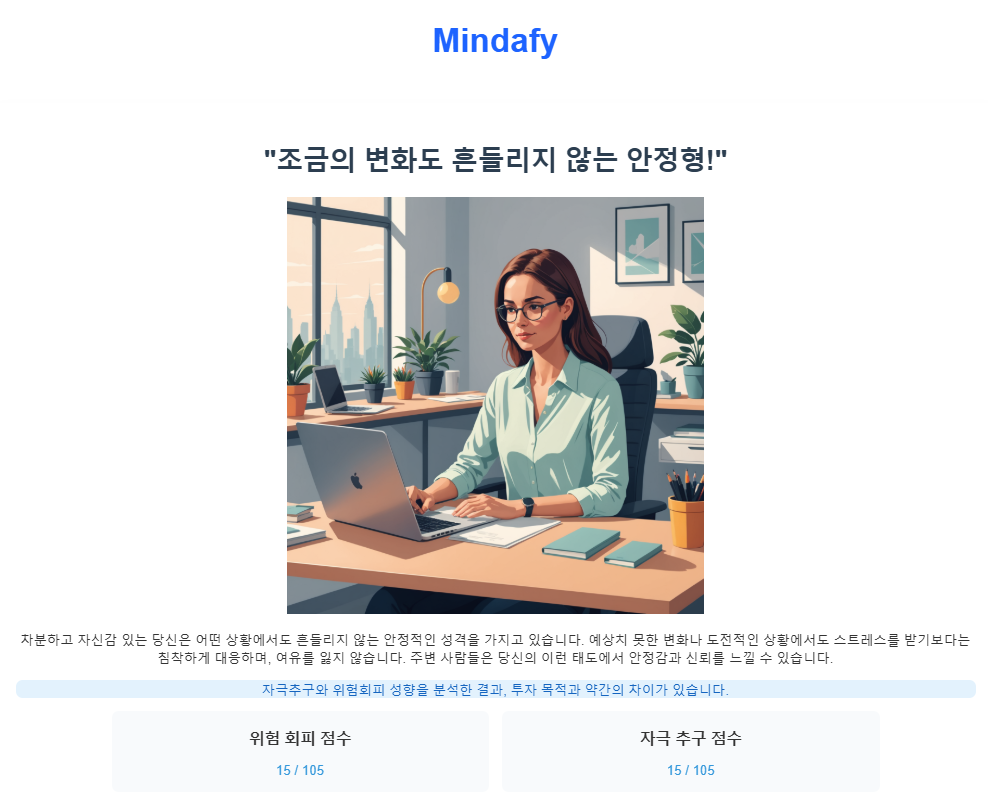 Mindafy
"조금의 변화도 흔들리지 않는 안정형!"
차분하고 자신감 있는 당신은 어떤 상황에서도 흔들리지 않는 안정적인 성격을 가지고 있습니다. 예상치 못한 변화나 도전적인 상황에서도 스트레스를 받기보다는
침착하게 대응하며, 여유를 잃지 않습니다. 주변 사람들은 당신의 이런 태도에서 안정감과 신뢰를 느낄 수 있습니다.
자극추구와 위험회피 성향을 분석한 결과, 투자 목적과 약간의 차이가 있습니다.
위험 회피 점수
15 / 105
자극 추구 점수
15 / 105